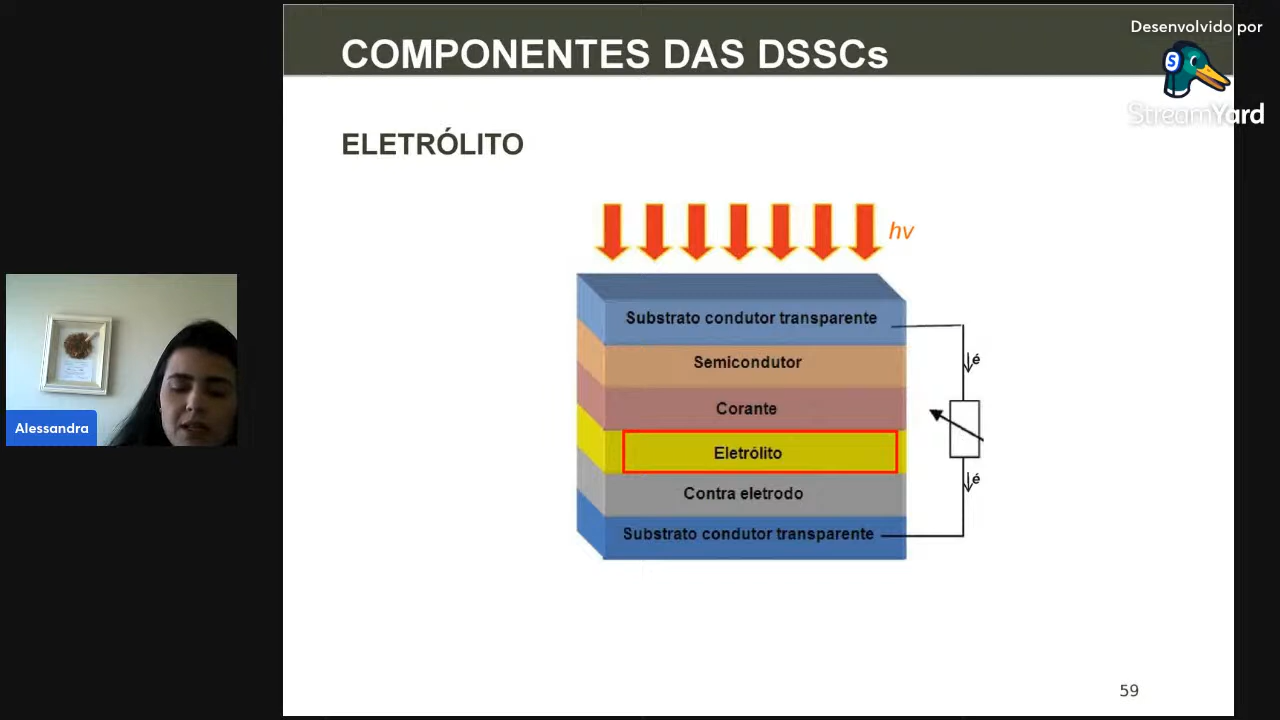 COMPONENTES DAS DSSCs
Desenvolvido por
StreamYard
ELETRÓLITO
hv
Substrato condutor transparente
Semicondutor
Corante
Eletrólito
Contra eletrodo
Substrato condutor transparente
é
é
Alessandra
59